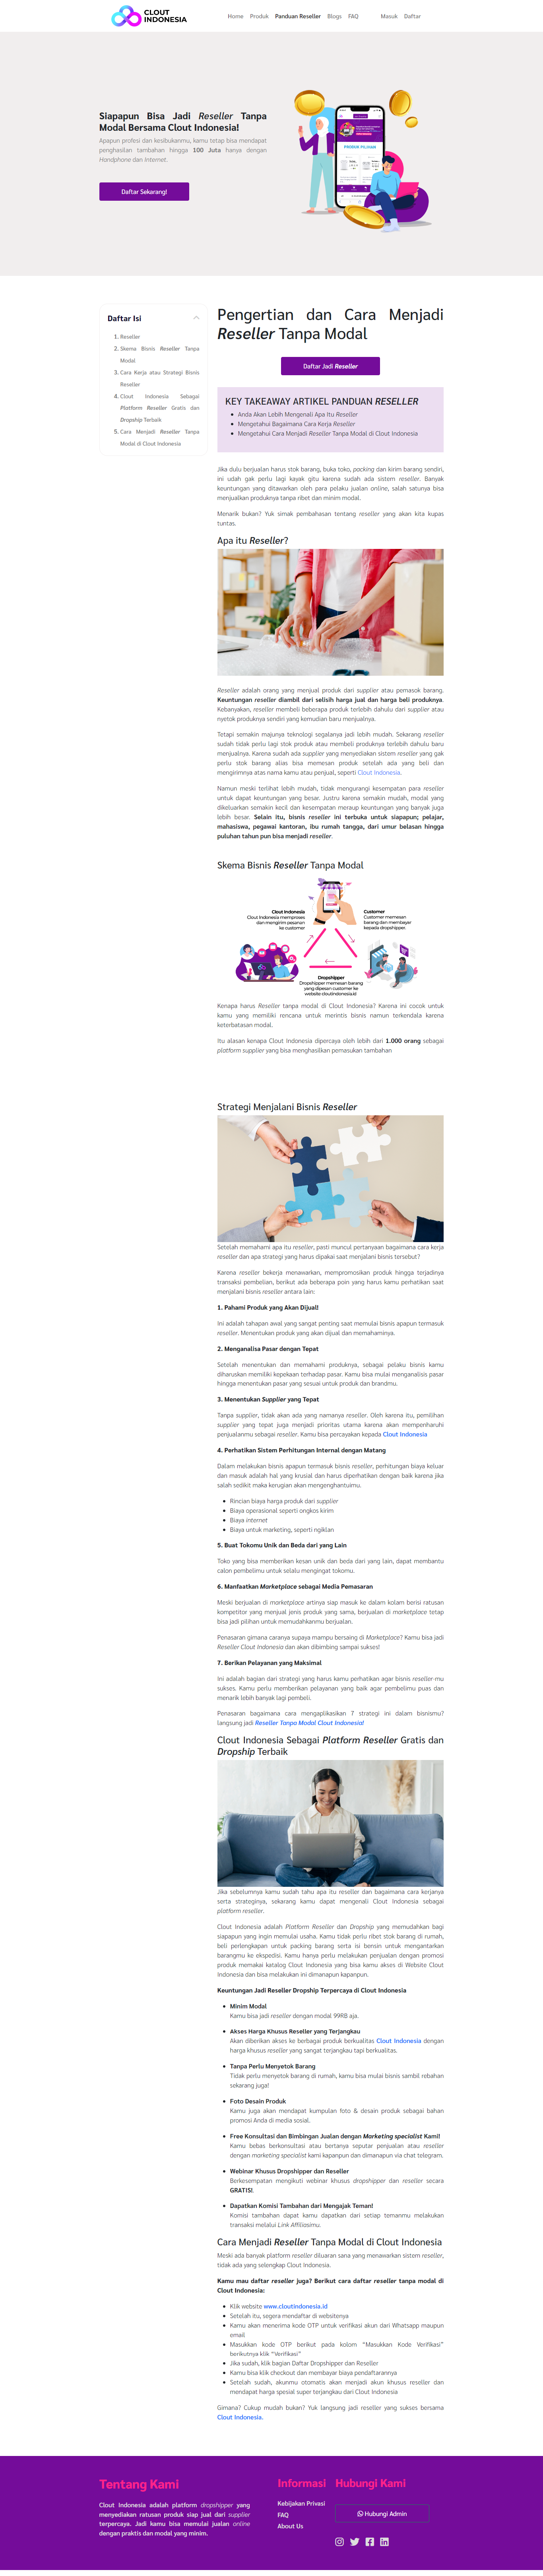 CLOUT
INDONESIA
Home Produk Panduan Reseller Blogs FAQ Masuk Daftar
Siapapun Bisa Jadi Reseller Tanpa
Modal Bersama Clout Indonesia!
Apapun profesi dan kesibukanmu, kamu tetap bisa mendapat
penghasilan tambahan hingga 100 Juta hanya dengan
Handphone dan Internet.
Daftar Sekarang!
PRODUK PILIHAN
Daftar Isi
1. Reseller
2. Skema Bisnis Reseller Tanpa
Modal
3. Cara Kerja atau Strategi Bisnis
Reseller
4. Clout Indonesia Sebagai
Platform Reseller Gratis dan
Dropship Terbaik
5. Cara Menjadi Reseller Tanpa
Modal di Clout Indonesia
Pengertian dan Cara Menjadi
Reseller Tanpa Modal
Daftar Jadi Reseller
KEY TAKEAWAY ARTIKEL PANDUAN RESELLER
• Anda Akan Lebih Mengenali Apa Itu Reseller
• Mengetahui Bagaimana Cara Kerja Reseller
• Mengetahui Cara Menjadi Reseller Tanpa Modal di Clout Indonesia
Jika dulu berjualan harus stok barang, buka toko, packing dan kirim barang sendiri,
ini udah gak perlu lagi kayak gitu karena sudah ada sistem reseller. Banyak
keuntungan yang ditawarkan oleh para pelaku jualan online, salah satunya bisa
menjualkan produknya tanpa ribet dan minim modal.
Menarik bukan? Yuk simak pembahasan tentang reseller yang akan kita kupas
tuntas.
Apa itu Reseller?
Reseller adalah orang yang menjual produk dari supplier atau pemasok barang.
Keuntungan reseller diambil dari selisih harga jual dan harga beli produknya.
Kebanyakan, reseller membeli beberapa produk terlebih dahulu dari supplier atau
nyetok produknya sendiri yang kemudian baru menjualnya.
Tetapi semakin majunya teknologi segalanya jadi lebih mudah. Sekarang reseller
sudah tidak perlu lagi stok produk atau membeli produknya terlebih dahulu baru
menjualnya. Karena sudah ada supplier yang menyediakan sistem reseller yang gak
perlu stok barang alias bisa memesan produk setelah ada yang beli dan
mengirimnya atas nama kamu atau penjual, seperti Clout Indonesia.
Namun meski terlihat lebih mudah, tidak mengurangi kesempatan para reseller
untuk dapat keuntungan yang besar. Justru karena semakin mudah, modal yang
dikeluarkan semakin kecil dan kesempatan meraup keuntungan yang banyak juga
lebih besar. Selain itu, bisnis reseller ini terbuka untuk siapapun; pelajar,
mahasiswa, pegawai kantoran, ibu rumah tangga, dari umur belasan hingga
puluhan tahun pun bisa menjadi reseller.
Skema Bisnis Reseller Tanpa Modal
Clout Indonesia
Clout Indonesia memproses
dan mengirim pesanan
ke customer
Customer
Customer memesan
barang dan membayar
kepada dropshipper.
Dropshipper
Dropshipper memesan barang
yang dipesan customer ke
website cloutindonesia.id
Kenapa harus Reseller tanpa modal di Clout Indonesia? Karena ini cocok untuk
kamu yang memiliki rencana untuk merintis bisnis namun terkendala karena
keterbatasan modal.
Itu alasan kenapa Clout Indonesia dipercaya oleh lebih dari 1.000 orang sebagai
platform supplier yang bisa menghasilkan pemasukan tambahan
Strategi Menjalani Bisnis Reseller
Setelah memahami apa itu reseller, pasti muncul pertanyaan bagaimana cara kerja
reseller dan apa strategi yang harus dipakai saat menjalani bisnis tersebut?
Karena reseller bekerja menawarkan, mempromosikan produk hingga terjadinya
transaksi pembelian, berikut ada beberapa poin yang harus kamu perhatikan saat
menjalani bisnis reseller antara lain:
1. Pahami Produk yang Akan Dijual!
Ini adalah tahapan awal yang sangat penting saat memulai bisnis apapun termasuk
reseller. Menentukan produk yang akan dijual dan memahaminya.
2. Menganalisa Pasar dengan Tepat
Setelah menentukan dan memahami produknya, sebagai pelaku bisnis kamu
diharuskan memiliki kepekaan terhadap pasar. Kamu bisa mulai menganalisis pasar
hingga menentukan pasar yang sesuai untuk produk dan brandmu.
3. Menentukan Supplier yang Tepat
Tanpa supplier, tidak akan ada yang namanya reseller. Oleh karena itu, pemilihan
supplier yang tepat juga menjadi prioritas utama karena akan mempenharuhi
penjualanmu sebagai reseller. Kamu bisa percayakan kepada Clout Indonesia
4. Perhatikan Sistem Perhitungan Internal dengan Matang
Dalam melakukan bisnis apapun termasuk bisnis reseller, perhitungan biaya keluar
dan masuk adalah hal yang krusial dan harus diperhatikan dengan baik karena jika
salah sedikit maka kerugian akan mengenghantuimu.
• Rincian biaya harga produk dari supplier
• Biaya operasional seperti ongkos kirim
• Biaya internet
• Biaya untuk marketing, seperti ngiklan
5. Buat Tokomu Unik dan Beda dari yang Lain
Toko yang bisa memberikan kesan unik dan beda dari yang lain, dapat membantu
calon pembelimu untuk selalu mengingat tokomu.
6. Manfaatkan Marketplace sebagai Media Pemasaran
Meski berjualan di marketplace artinya siap masuk ke dalam kolam berisi ratusan
kompetitor yang menjual jenis produk yang sama, berjualan di marketplace tetap
bisa jadi pilihan untuk momudahkanmu berjualan.
Penasaran gimana caranya supaya mampu bersaing di Marketplace? Kamu bisa jadi
Reseller Clout Indonesia dan akan dibimbing sampai sukses!
7. Berikan Pelayanan yang Maksimal
Ini adalah bagian dari strategi yang harus kamu perhatikan agar bisnis reseller-mu
sukses. Kamu perlu memberikan pelayanan yang baik agar pembelimu puas dan
menarik lebih banyak lagi pembeli.
Penasaran bagaimana cara mengaplikasikan 7 strategi ini dalam bisnismu?
langsung jadi Reseller Tanpa Modal Clout Indonesia!
Clout Indonesia Sebagai Platform Reseller Gratis dan
Dropship Terbaik
Jika sebelumnya kamu sudah tahu apa itu reseller dan bagaimana cara kerjanya
serta strateginya, sekarang kamu dapat mengenali Clout Indonesia sebagai
platform reseller.
Clout Indonesia adalah Platform Reseller dan Dropship yang memudahkan bagi
siapapun yang ingin memulai usaha. Kamu tidak perlu ribet stok barang di rumah,
beli perlengkapan untuk packing barang serta isi bensin untuk mengantarkan
barangmu ke ekspedisi. Kamu hanya perlu melakukan penjualan dengan promosi
produk memakai katalog Clout Indonesia yang bisa kamu akses di Website Clout
Indonesia dan bisa melakukan ini dimanapun kapanpun.
Keuntungan Jadi Reseller Dropship Terpercaya di Clout Indonesia
• Minim Modal
Kamu bisa jadi reseller dengan modal 99RB aja.
• Akses Harga Khusus Reseller yang Terjangkau
Akan diberikan akses ke berbagai produk berkualitas Clout Indonesia dengan
harga khusus reseller yang sangat terjangkau tapi berkualitas.
• Tanpa Perlu Menyetok Barang
Tidak perlu menyetok barang di rumah, kamu bisa mulai bisnis sambil rebahan
sekarang juga!
• Foto Desain Produk
Kamu juga akan mendapat kumpulan foto & desain produk sebagai bahan
promosi Anda di media sosial.
• Free Konsultasi dan Bimbingan Jualan dengan Marketing specialist Kami!
Kamu bebas berkonsultasi atau bertanya seputar penjualan atau reseller
dengan marketing specialist kami kapanpun dan dimanapun via chat telegram.
• Webinar Khusus Dropshipper dan Reseller
Berkesempatan mengikuti webinar khusus dropshipper dan reseller secara
GRATIS!.
• Dapatkan Komisi Tambahan dari Mengajak Teman!
Komisi tambahan dapat kamu dapatkan dari setiap temanmu melakukan
transaksi melalui Link Affiliasimu.
Cara Menjadi Reseller Tanpa Modal di Clout Indonesia
Meski ada banyak platform reseller diluaran sana yang menawarkan sistem reseller,
tidak ada yang selengkap Clout Indonesia.
Kamu mau daftar reseller juga? Berikut cara daftar reseller tanpa modal di
Clout Indonesia:
• Klik website www.cloutindonesia.id
• Setelah itu, segera mendaftar di websitenya
• Kamu akan menerima kode OTP untuk verifikasi akun dari Whatsapp maupun
email
• Masukkan kode OTP berikut pada kolom “Masukkan Kode Verifikasi”
berikutnya klik “Verifikasi”
• Jika sudah, klik bagian Daftar Dropshipper dan Reseller
• Kamu bisa klik checkout dan membayar biaya pendaftarannya
• Setelah sudah, akunmu otomatis akan menjadi akun khusus reseller dan
mendapat harga spesial super terjangkau dari Clout Indonesia
Gimana? Cukup mudah bukan? Yuk langsung jadi reseller yang sukses bersama
Clout Indonesia.
Tentang Kami
Clout Indonesia adalah platform dropshipper yang
menyediakan ratusan produk siap jual dari supplier
terpercaya. Jadi kamu bisa memulai jualan online
dengan praktis dan modal yang minim.
Informasi
Kebijakan Privasi
FAQ
About Us
Hubungi Kami
Hubungi Admin